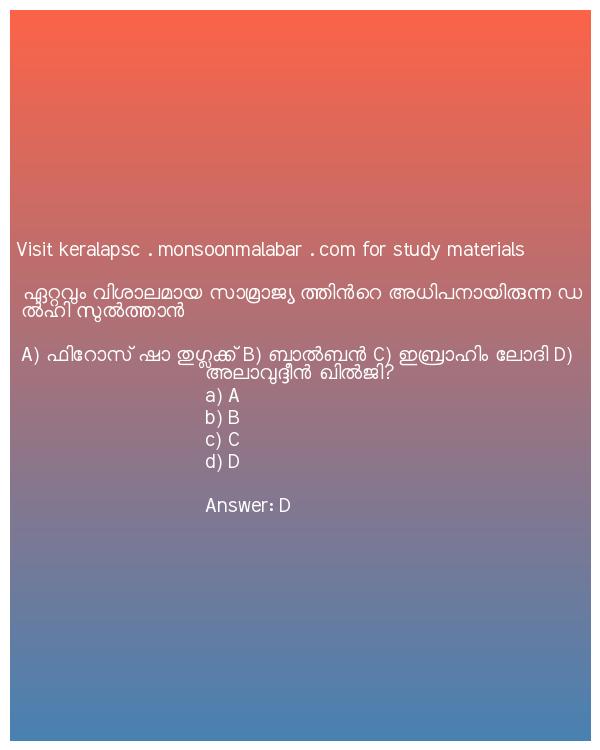 Visit keralapsc . monsoonmalabar . com for study materials
ഏറ്റവും വിശാലമായ സാമ്രാജ്യ ത്തിൻറെ അധിപനായിരുന്ന ഡ
ൽഹി സുൽത്താൻ
A) ഫിറോസ് ഷാ തുഗ്ലക്ക് B) ബാൽബൻ C) ഇബ്രാഹിം ലോദി D)
അലാവുദ്ദീൻ ഖിൽജി?
a) A
b) B
c) C
d) D
Answer: D